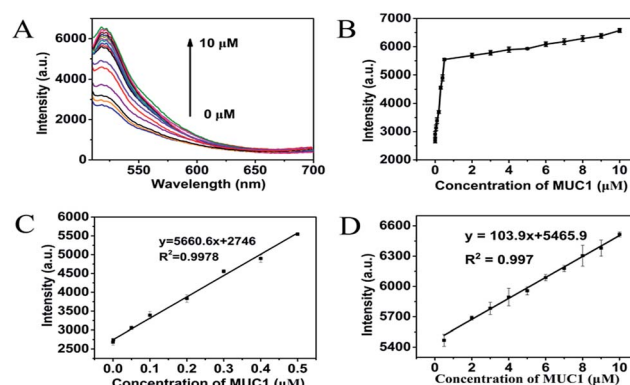 A
10 μM
0 μM
Intensity (a.u.)
6000
4000
2000
0
550
600
650
700
Wavelength (nm)
B
Intensity (a.u.)
7000
6000
5000
4000
3000
2000
0
2
4
6
8
10
Concentration of MUC1 (μM)
C
y=5660.6x+2746
R²=0.9978
Intensity (a.u.)
5500
5000
4500
4000
3500
3000
2500
0.0
0.1
0.2
0.3
0.4
0.5
Concentration of MUC1 (μM)
D
y = 103.9x+5465.9
R² = 0.997
Intensity (a.u.)
6600
6300
6000
5700
5400
0
2
4
6
8
10
Concentration of MUC1 (μM)